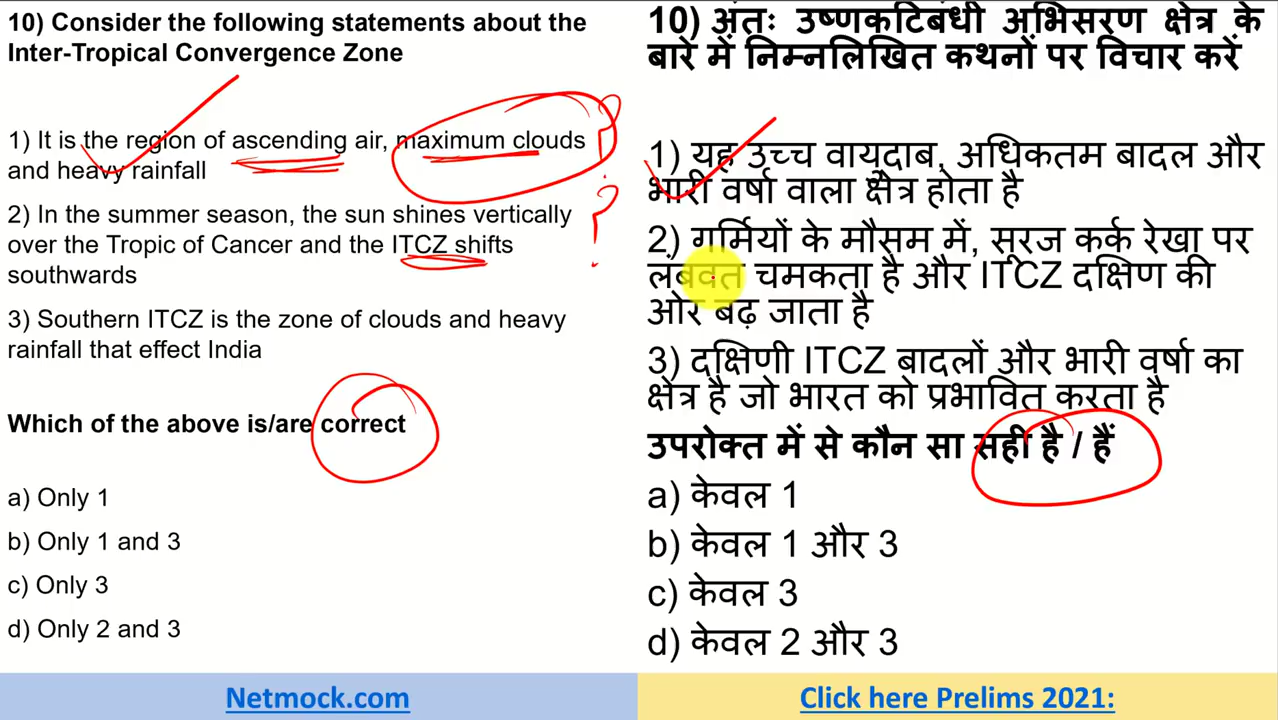 10) Consider the following statements about the
Inter-Tropical Convergence Zone
1) It is the region of ascending air, maximum clouds
and heavy rainfall
2) In the summer season, the sun shines vertically
over the Tropic of Cancer and the ITCZ shifts
southwards
3) Southern ITCZ is the zone of clouds and heavy
rainfall that effect India
Which of the above is/are correct
a) Only 1
b) Only 1 and 3
c) Only 3
d) Only 2 and 3
Netmock.com
10) अंतः उष्णकटिबंधी अभिसरण क्षेत्र के
बारे में निम्नलिखित कथनों पर विचार करें
1) यह उच्च वायुदाब, अधिकतम बादल और
भारी वर्षा वाला क्षेत्र होता है
2) गर्मियों के मौसम में, सूरज कर्क रेखा पर
लंबवत चमकता है और ITCZ दक्षिण की
ओर बढ़ जाता है
3) दक्षिणी ITCZ बादलों और भारी वर्षा का
क्षेत्र है जो भारत को प्रभावित करता है
उपरोक्त में से कौन सा सही है / हैं
a) केवल 1
b) केवल 1 और 3
c) केवल 3
d) केवल 2 और 3
Click here Prelims 2021: